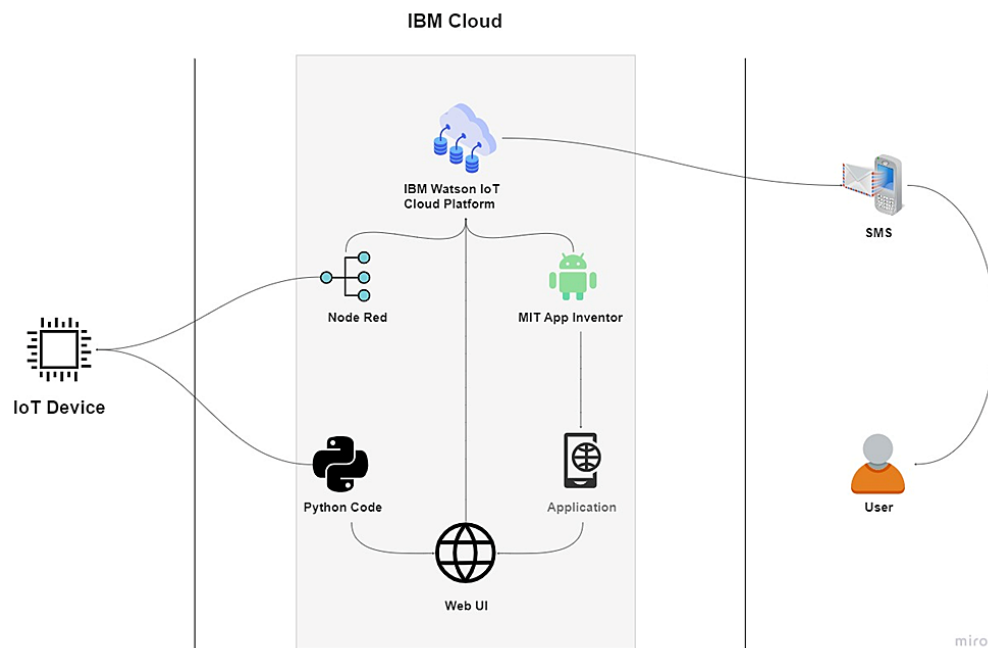 IBM Cloud
IBM Watson IoT
Cloud Platform
SMS
Node Red
MIT App Inventor
IoT Device
Python Code
Application
User
Web UI
miro